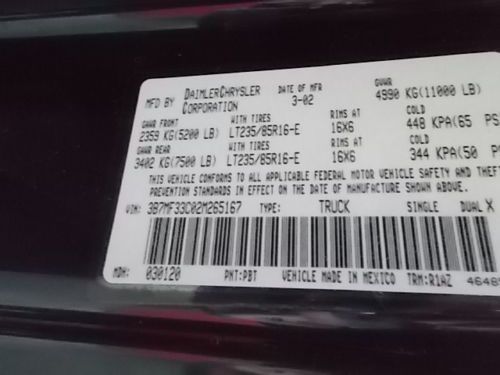 MFD BY DAIMLERCHRYSLER CORPORATION DATE OF MFR 3-02 GVWR 4990 KG(11000 LB)
GAWR FRONT WITH TIRES RIMS AT COLD
2359 KG(5200 LB) LT235/85R16-E 16X6 448 KPA(65 PS
GAWR REAR WITH TIRES RIMS AT COLD
3402 KG(7500 LB) LT235/85R16-E 16X6 344 KPA(50 PS
THIS VEHICLE CONFORMS TO ALL APPLICABLE FEDERAL MOTOR VEHICLE SAFETY AND THEFT
PREVENTION STANDARDS IN EFFECT ON THE DATE OF MANUFACTURE SHOWN ABOVE.
VIN: 3B7MF33C02M265167 TYPE: TRUCK SINGLE DUAL X
MDH: 030120 PNT:PBT VEHICLE MADE IN MEXICO TRM:R1AZ 4648